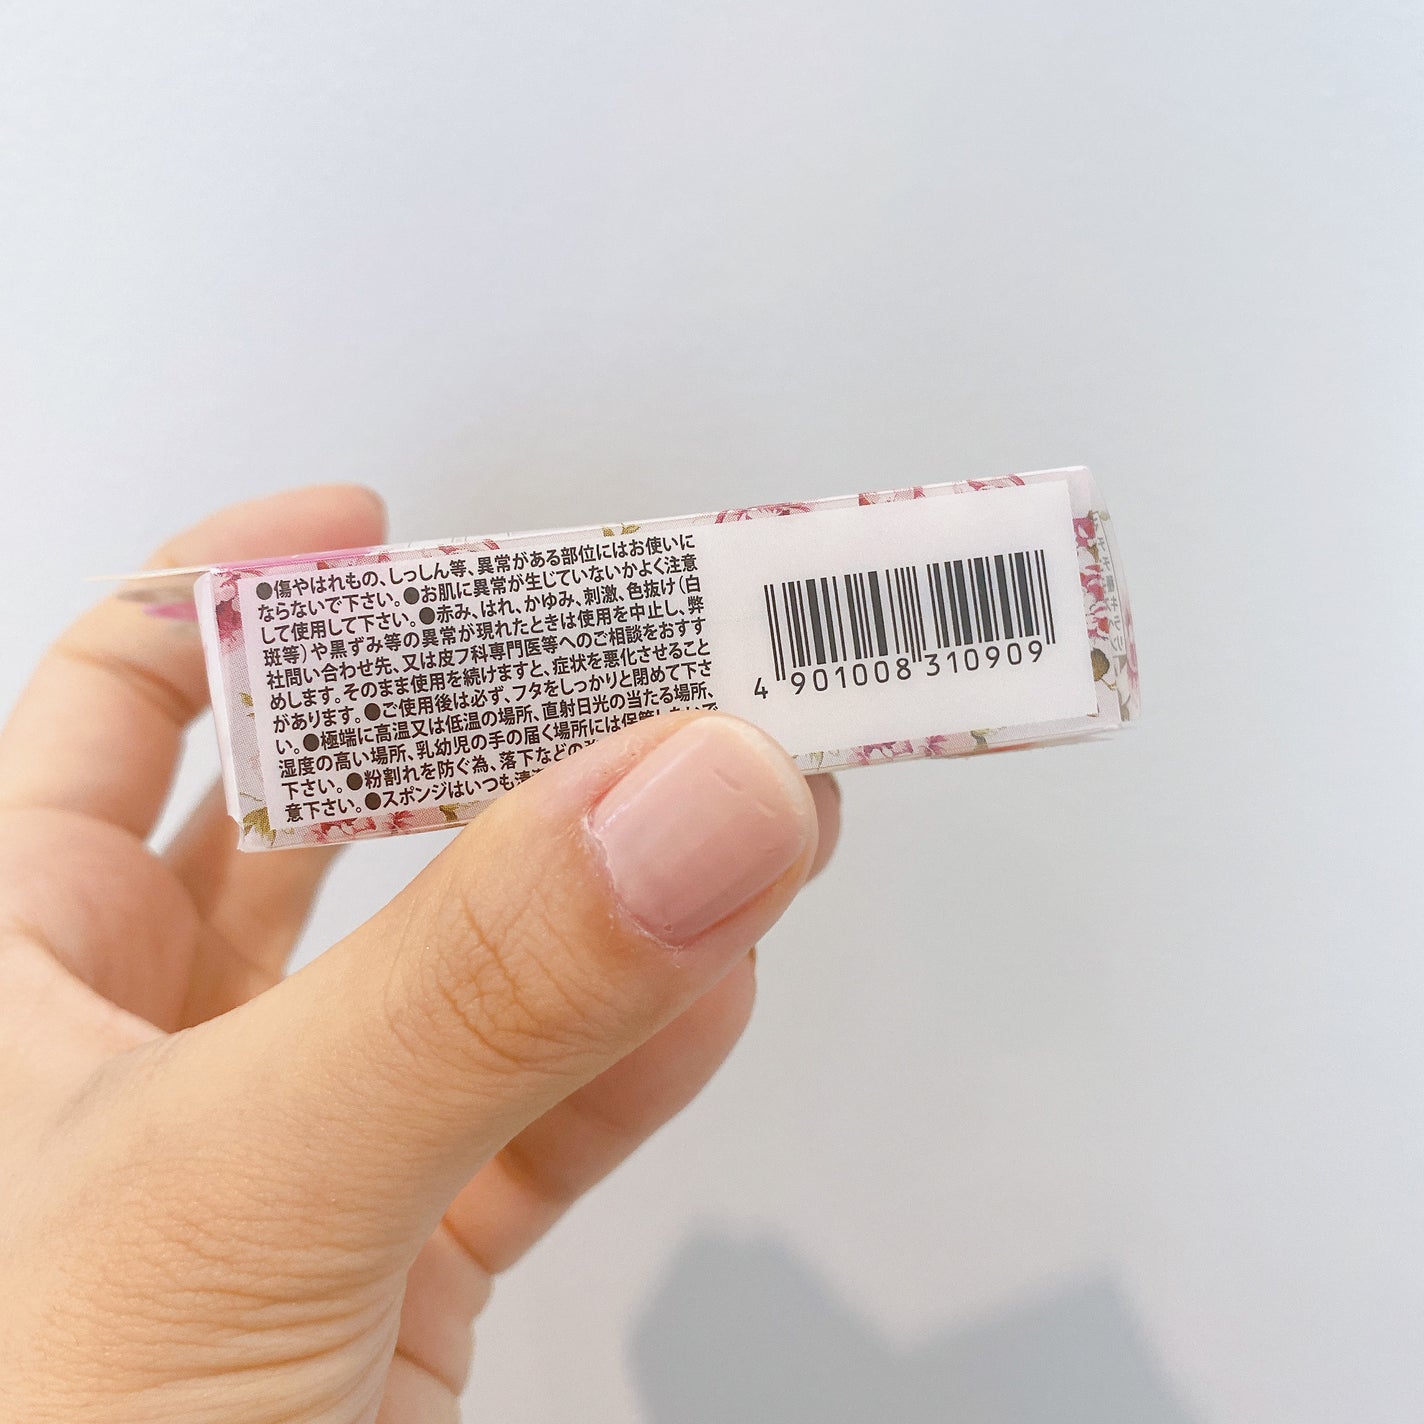 ●傷やはれもの、しっしん等、異常がある部位にはお使いに
ならないで下さい。●お肌に異常が生じていないかよく注意
して使用して下さい。●赤み、はれ、かゆみ、刺激、色抜け(白
斑等)や黒ずみ等の異常が現れたときは使用を中止し、弊
社問い合わせ先、又は皮フ科専門医等へのご相談をおすす
めします。そのまま使用を続けますと、症状を悪化させること
があります。●ご使用後は必ず、フタをしっかりと閉めて下さ
い。●極端に高温又は低温の場所、直射日光の当たる場所、
湿度の高い場所、乳幼児の手の届く場所には保管しないで
下さい。●粉割れを防ぐ為、落下などの
意下さい。●スポンジはいつも清
4 901008 310909